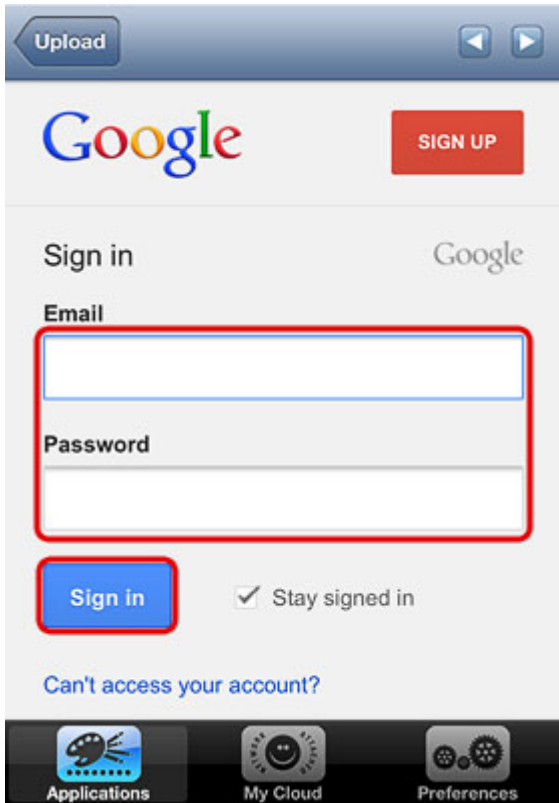 Upload
Google
SIGN UP
Sign in
Google
Email
Password
Sign in
Stay signed in
Can't access your account?
Applications
My Cloud
Preferences